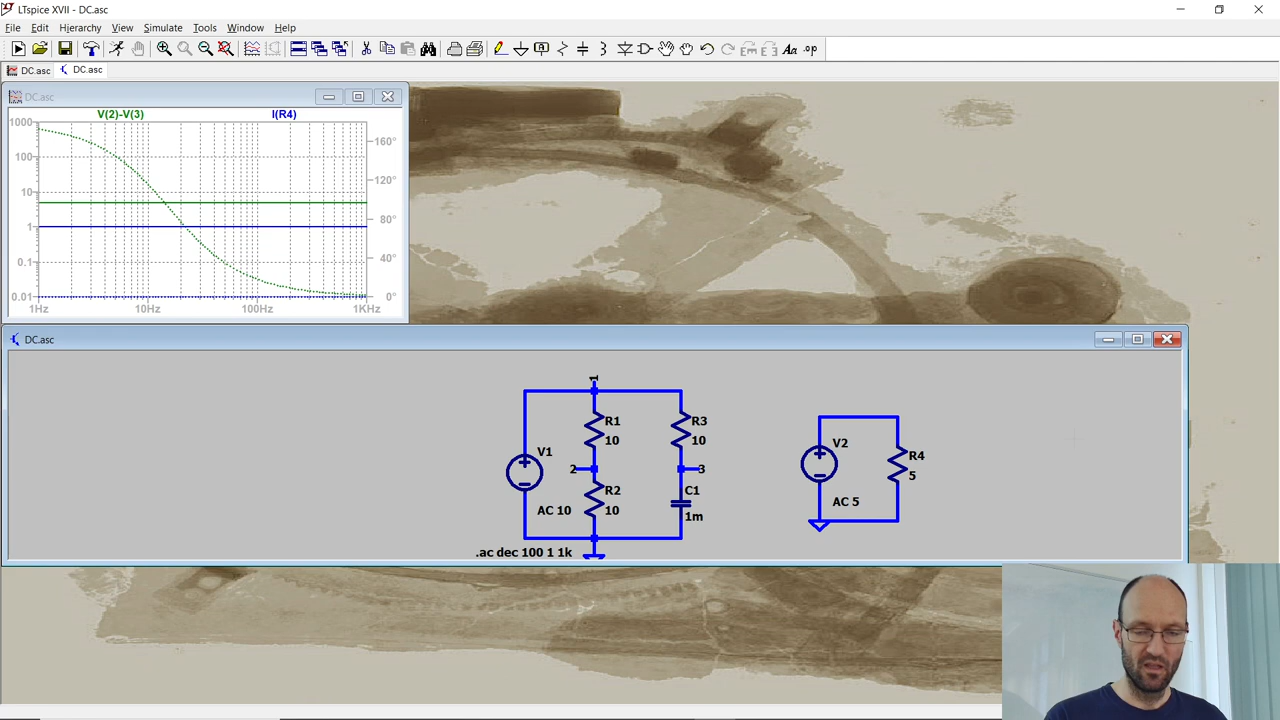 LTspice XVII - DC.asc
File Edit Hierarchy View Simulate Tools Window Help
DC.asc DC.asc
DC.asc
V(2)-V(3) I(R4)
1000
100
10
1
0.1
0.01
160°
120°
80°
40°
0°
1Hz 10Hz 100Hz 1KHz
DC.asc
1
R1
10
R3
10
V1
2
3
R2
10
C1
1m
AC 10
.ac dec 100 1 1k
V2
R4
5
AC 5